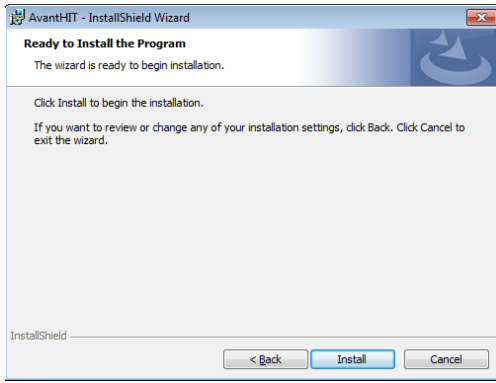 AvantHIT - InstallShield Wizard
Ready to Install the Program
The wizard is ready to begin installation.
Click Install to begin the installation.
If you want to review or change any of your installation settings, click Back. Click Cancel to
exit the wizard.
InstallShield
< Back
Install
Cancel